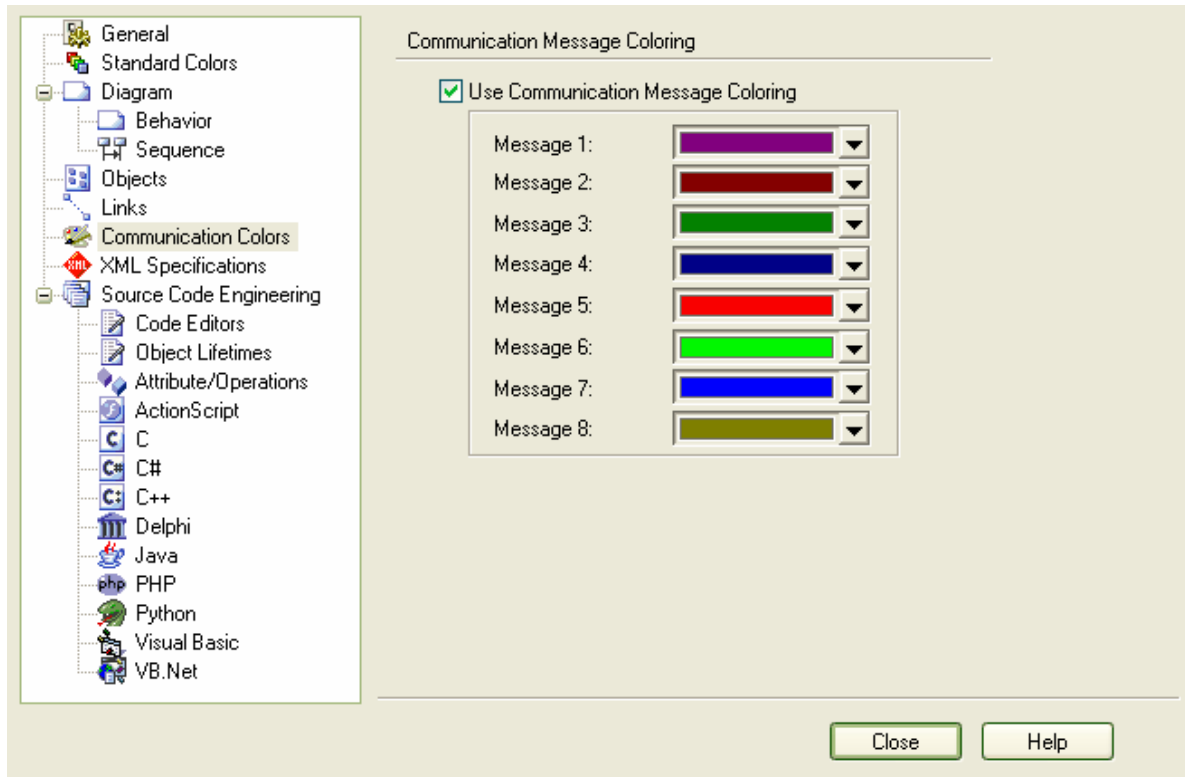 General
Standard Colors
Diagram
Behavior
Sequence
Objects
Links
Communication Colors
XML Specifications
Source Code Engineering
Code Editors
Object Lifetimes
Attribute/Operations
ActionScript
C
C#
C++
Delphi
Java
PHP
Python
Visual Basic
VB.Net
Communication Message Coloring
Use Communication Message Coloring
Message 1:
Message 2:
Message 3:
Message 4:
Message 5:
Message 6:
Message 7:
Message 8:
Close
Help